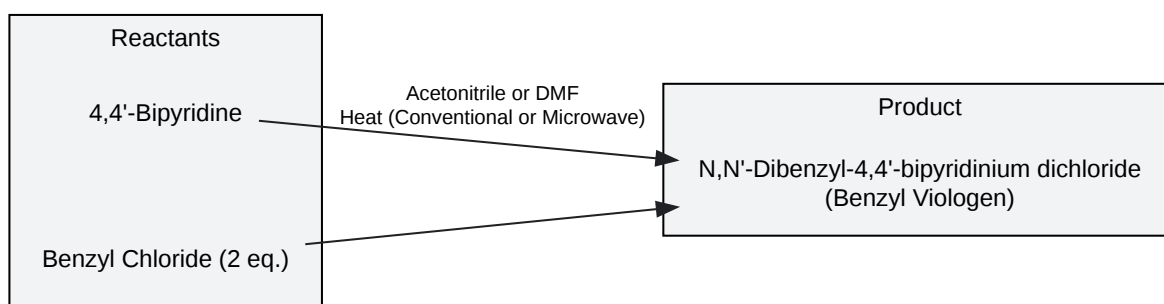 Reactants
4,4'-Bipyridine
Benzyl Chloride (2 eq.)
Acetonitrile or DMF
Heat (Conventional or Microwave)
Product
N,N'-Dibenzyl-4,4'-bipyridinium dichloride
(Benzyl Viologen)